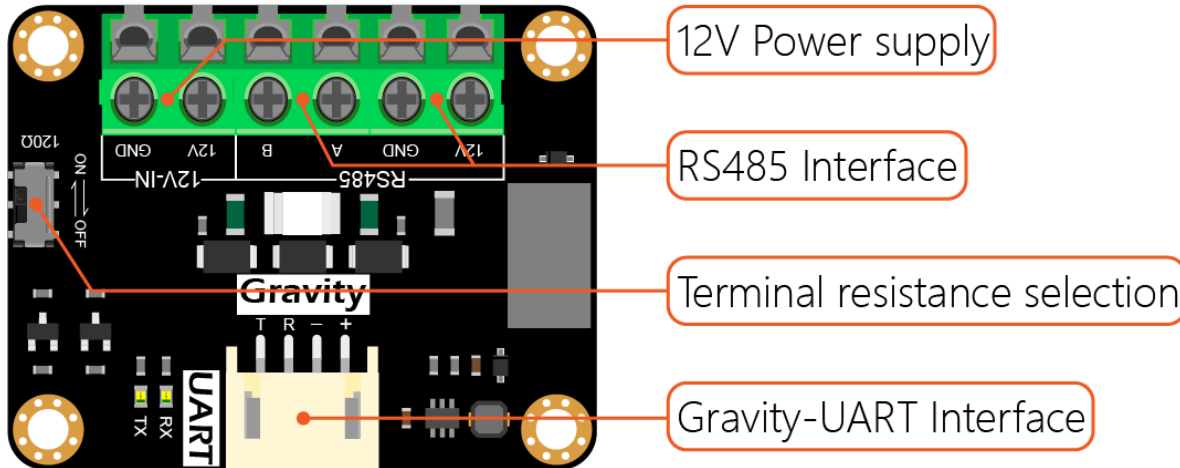 12V Power supply
RS485 Interface
Terminal resistance selection
Gravity-UART Interface
120Ω
ON
OFF
GND
12V
B
A
GND
12V
12V-IN
RS485
Gravity
T R − +
UART
TX
RX